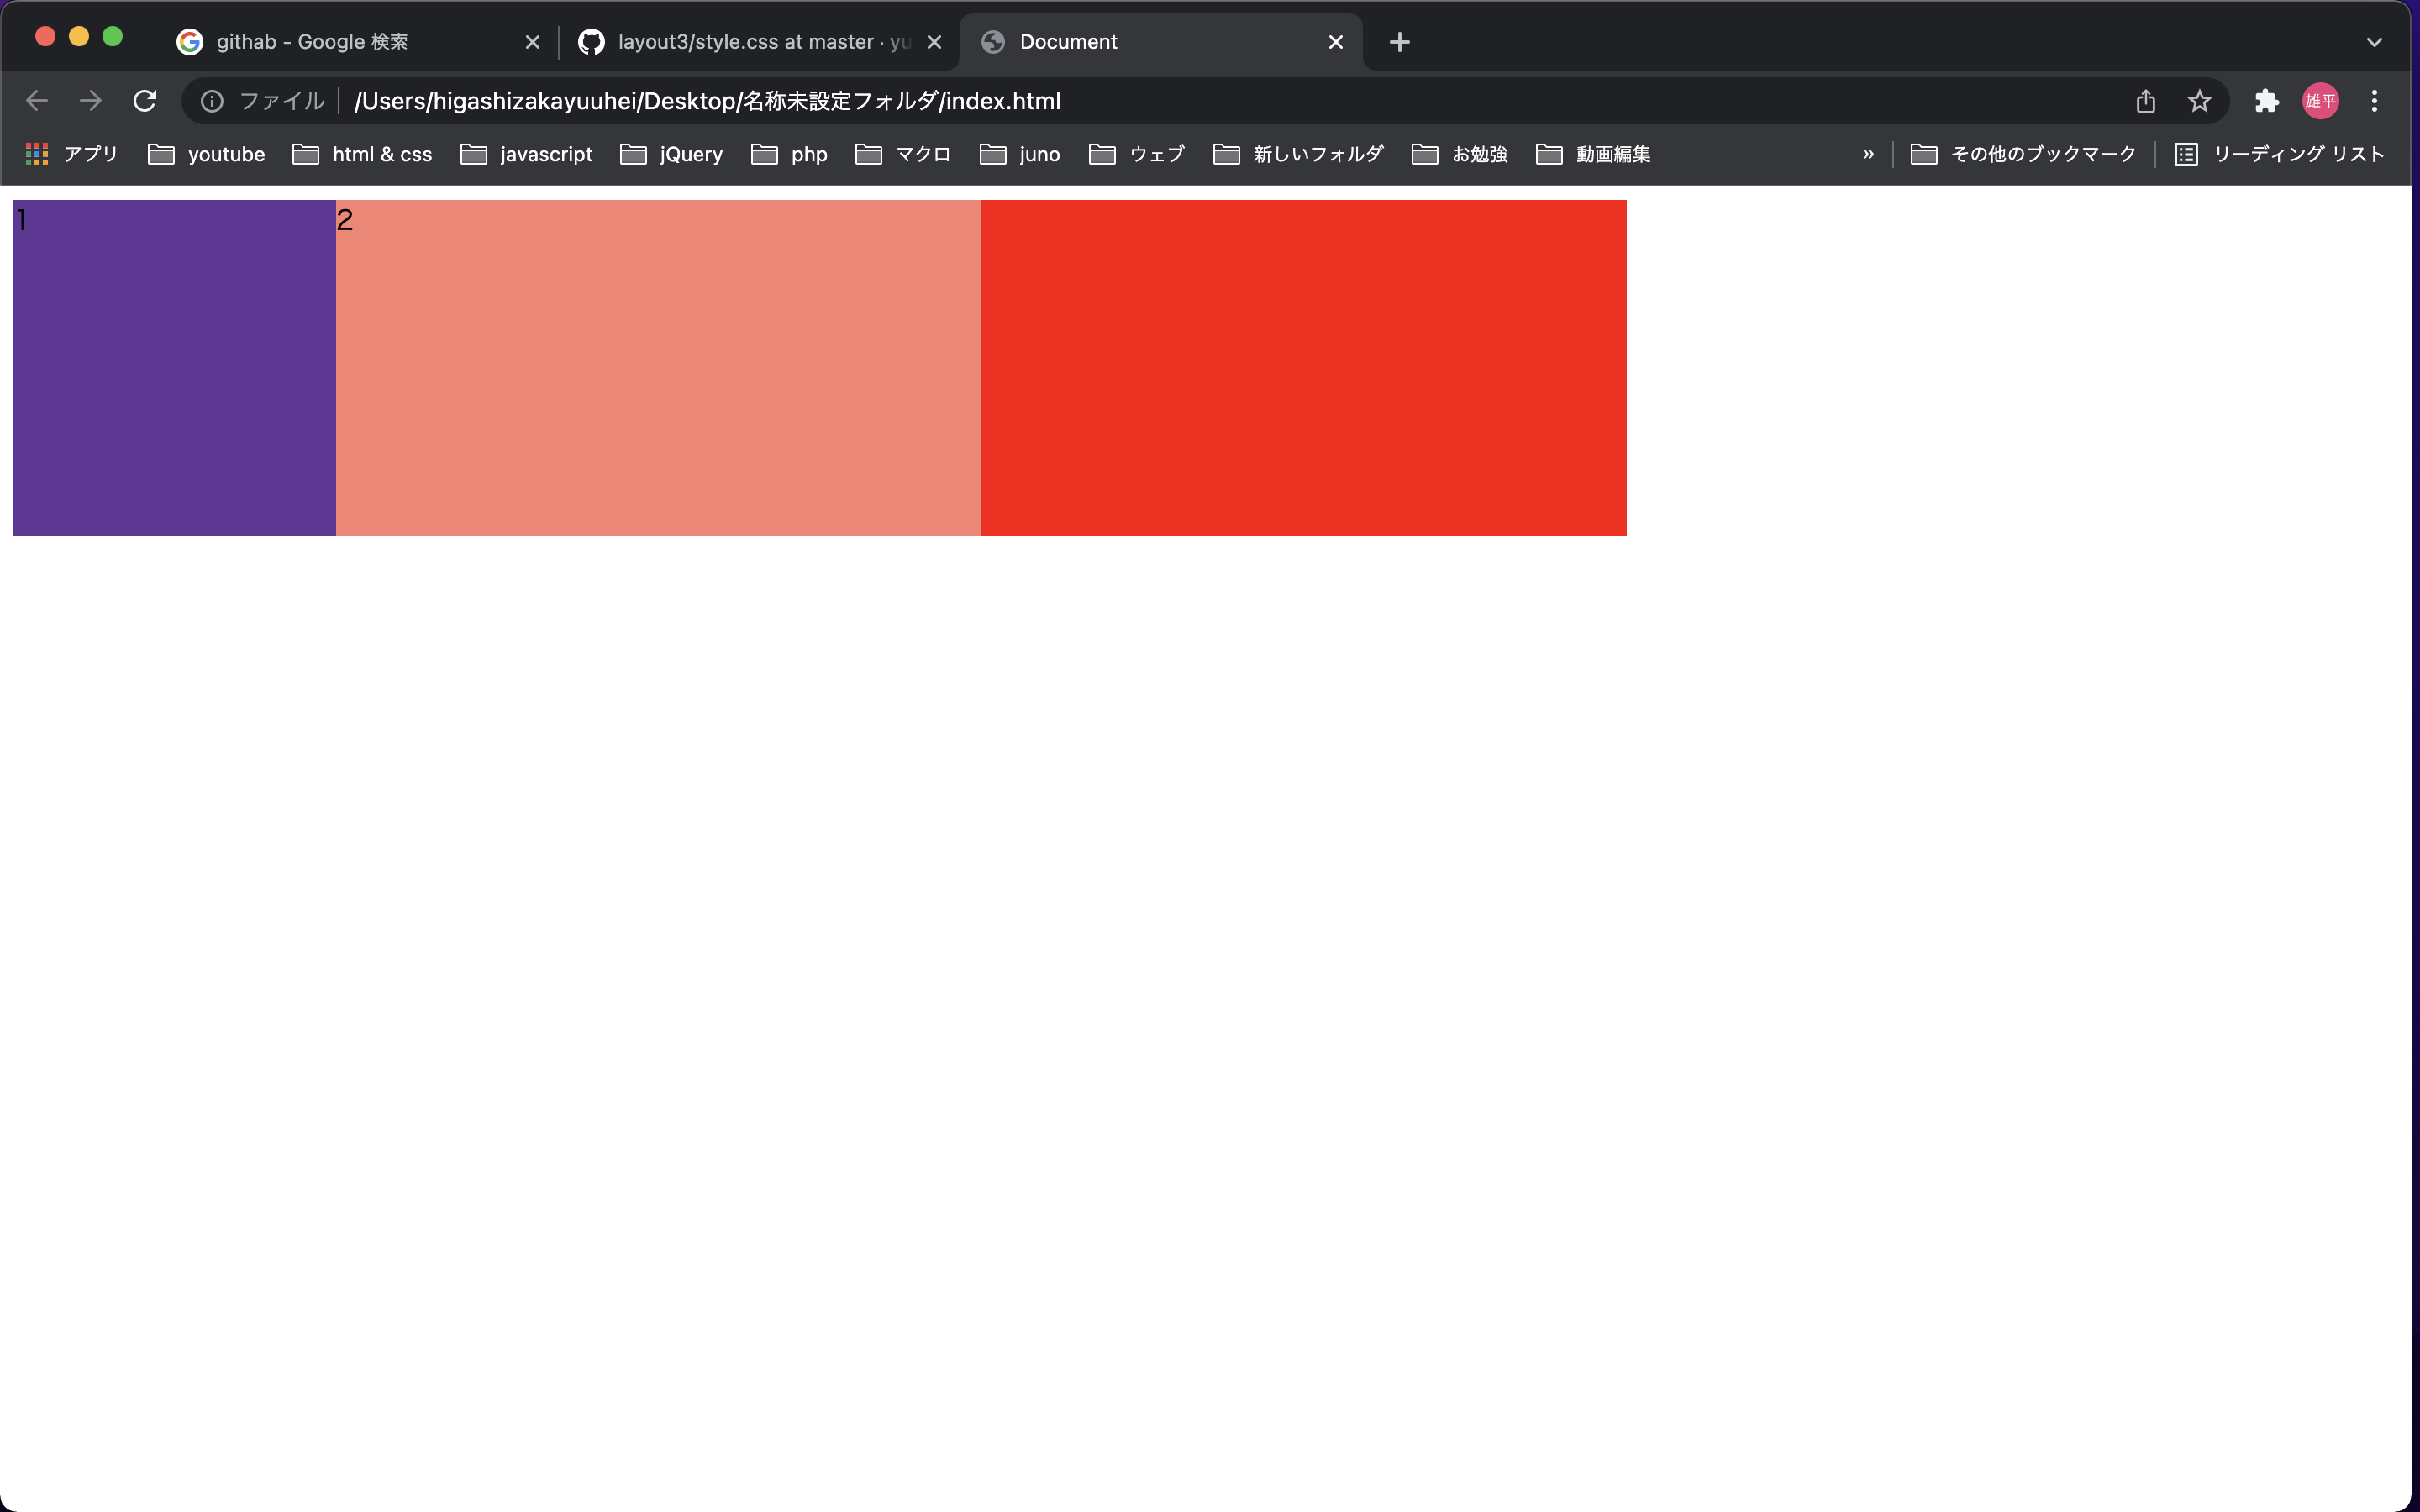 githab - Google 検索
layout3/style.css at master · yu
Document
ファイル /Users/higashizakayuuhei/Desktop/名称未設定フォルダ/index.html
雄平
アプリ youtube html & css javascript jQuery php マクロ juno ウェブ 新しいフォルダ お勉強 動画編集 » その他のブックマーク リーディング リスト
1 2